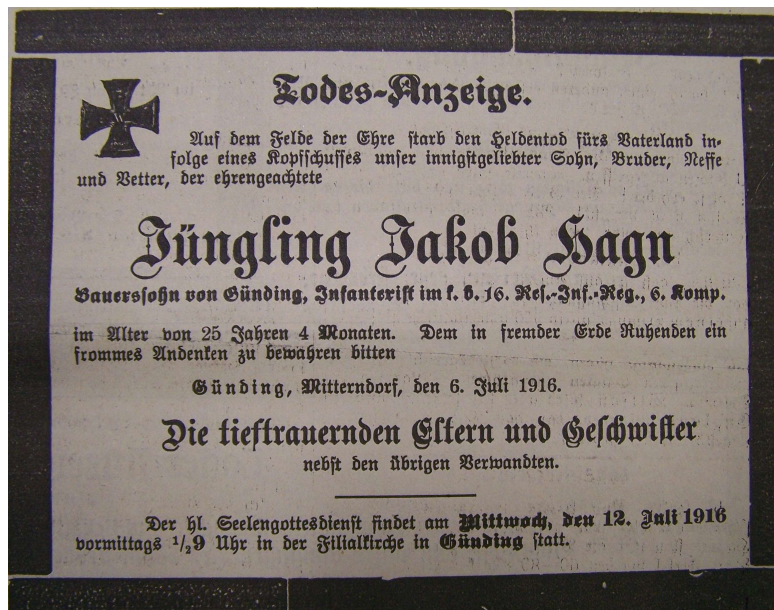 Todes-Anzeige.
Auf dem Felde der Ehre starb den Heldentod fürs Vaterland in-
folge eines Kopfschusses unser innigstgeliebter Sohn, Bruder, Neffe
und Vetter, der ehrengeachtete
Jüngling Jakob Hagn
Bauerssohn von Günding, Infanterist im k. b. 16. Res.-Inf.-Reg., 6. Komp.
im Alter von 25 Jahren 4 Monaten. Dem in fremder Erde Ruhenden ein
frommes Andenken zu bewahren bitten
Günding, Mitterndorf, den 6. Juli 1916.
Die tieftrauernden Eltern und Geschwister
nebst den übrigen Verwandten.
Der hl. Seelengottesdienst findet am Mittwoch, den 12. Juli 1916
vormittags 1/29 Uhr in der Filialkirche in Günding statt.